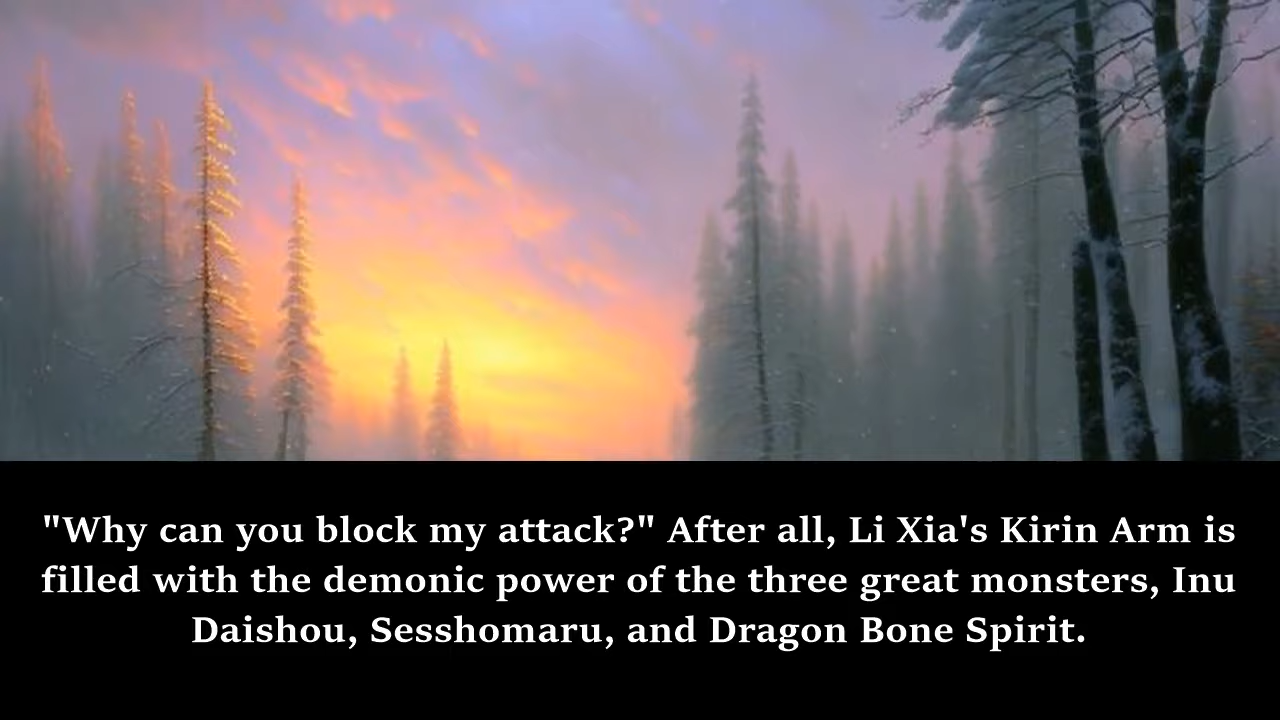 "Why can you block my attack?" After all, Li Xia's Kirin Arm is
filled with the demonic power of the three great monsters, Inu
Daishou, Sesshomaru, and Dragon Bone Spirit.